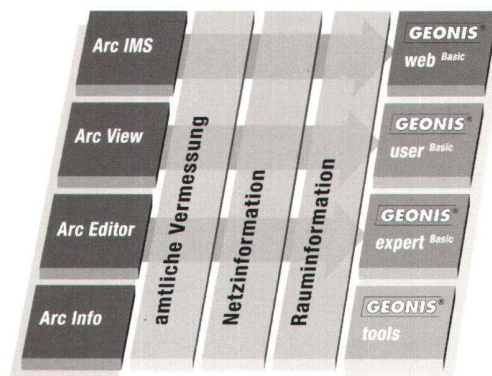 Arc IMS
Arc View
Arc Editor
Arc Info
amtliche Vermessung
Netzinformation
Rauminformation
GEONIS®
web Basic
GEONIS®
user Basic
GEONIS®
expert Basic
GEONIS®
tools